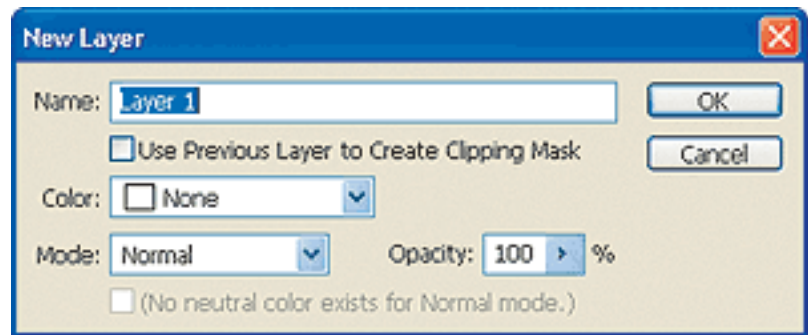 New Layer
Name: Layer 1 OK
Use Previous Layer to Create Clipping Mask Cancel
Color: None
Mode: Normal Opacity: 100 %
(No neutral color exists for Normal mode.)